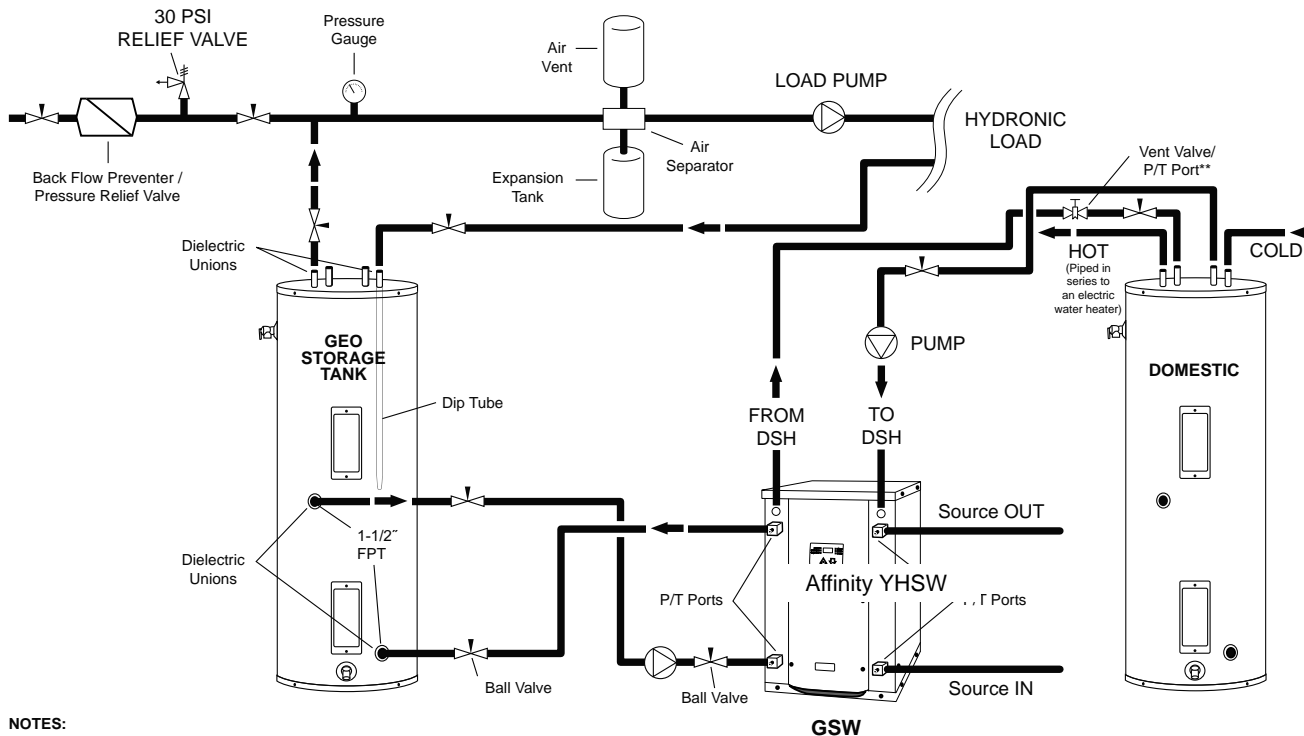 30 PSI
RELIEF VALVE
Pressure
Gauge
Air
Vent
LOAD PUMP
HYDRONIC
LOAD
Air
Separator
Vent Valve/
P/T Port**
Back Flow Preventer /
Pressure Relief Valve
Expansion
Tank
Dielectric
Unions
HOT
(Piped in
series to
an electric
water heater)
COLD
GEO
STORAGE
TANK
PUMP
DOMESTIC
Dip Tube
FROM
DSH
TO
DSH
Source OUT
1-1/2"
FPT
Dielectric
Unions
Affinity YHSW
P/T Ports
P/T Ports
Ball Valve
Ball Valve
Source IN
NOTES:
GSW